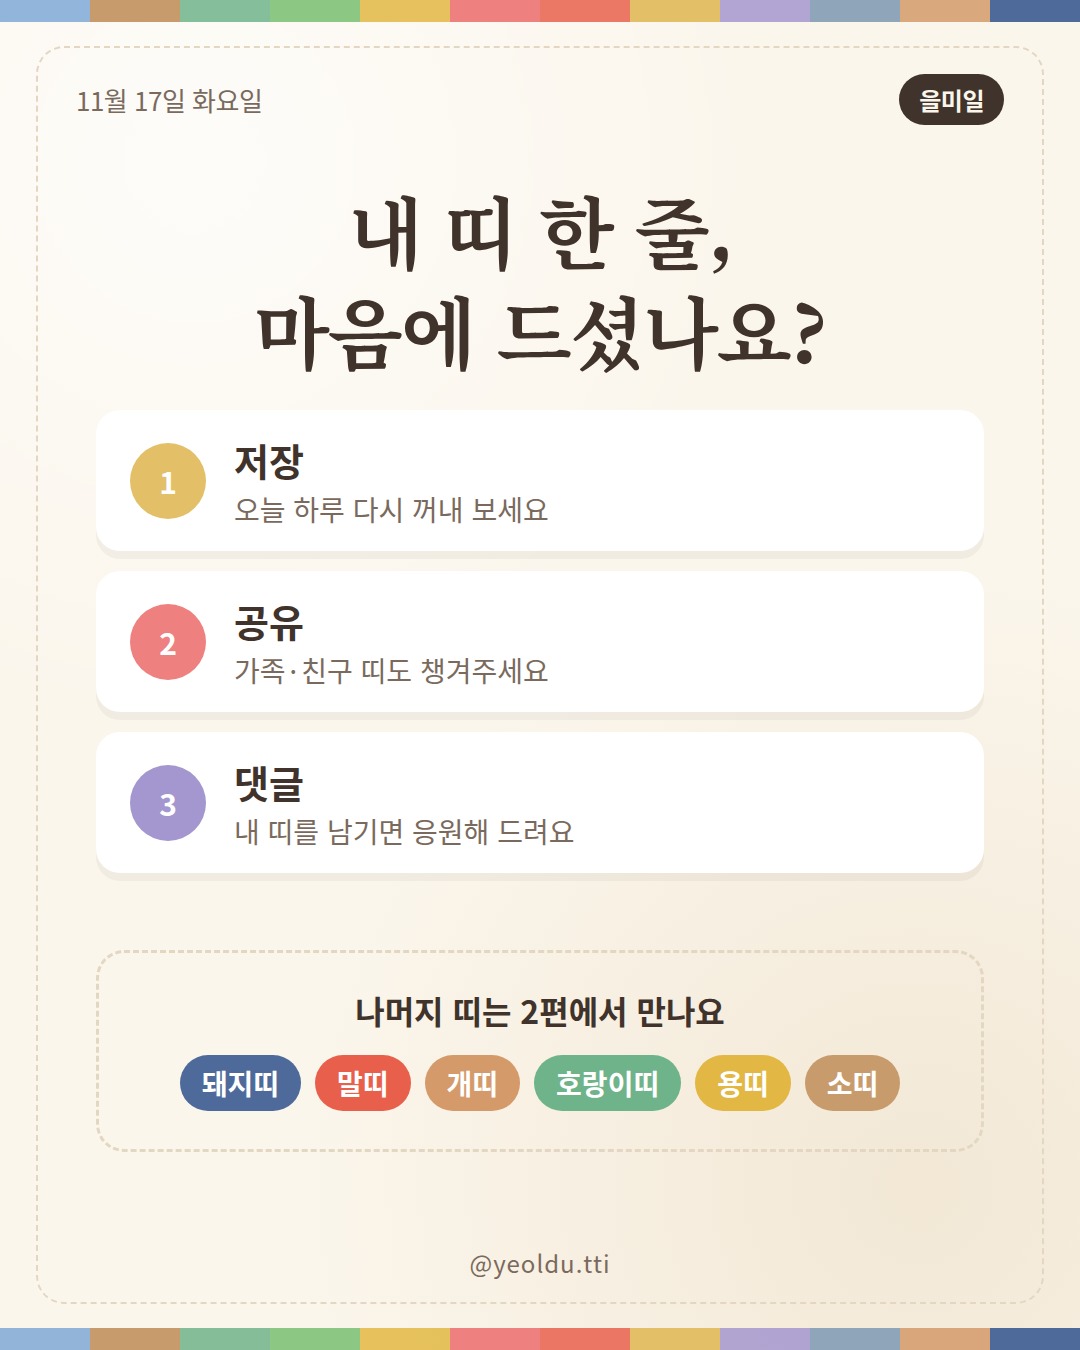 11월 17일 화요일
을미일
내 띠 한 줄,
마음에 드셨나요?
1
저장
오늘 하루 다시 꺼내 보세요
2
공유
가족·친구 띠도 챙겨주세요
3
댓글
내 띠를 남기면 응원해 드려요
나머지 띠는 2편에서 만나요
돼지띠 말띠 개띠 호랑이띠 용띠 소띠
@yeoldu.tti